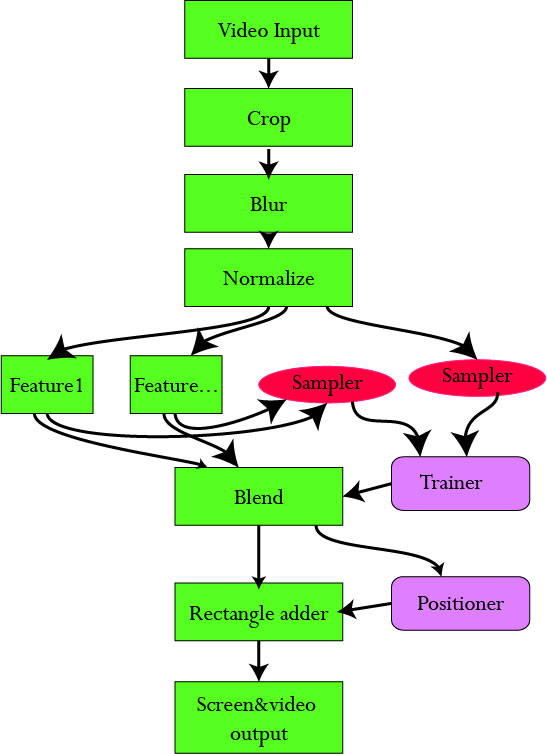 Video Input
Crop
Blur
Normalize
Feature1
Feature...
Sampler
Sampler
Trainer
Blend
Positioner
Rectangle adder
Screen&video
output